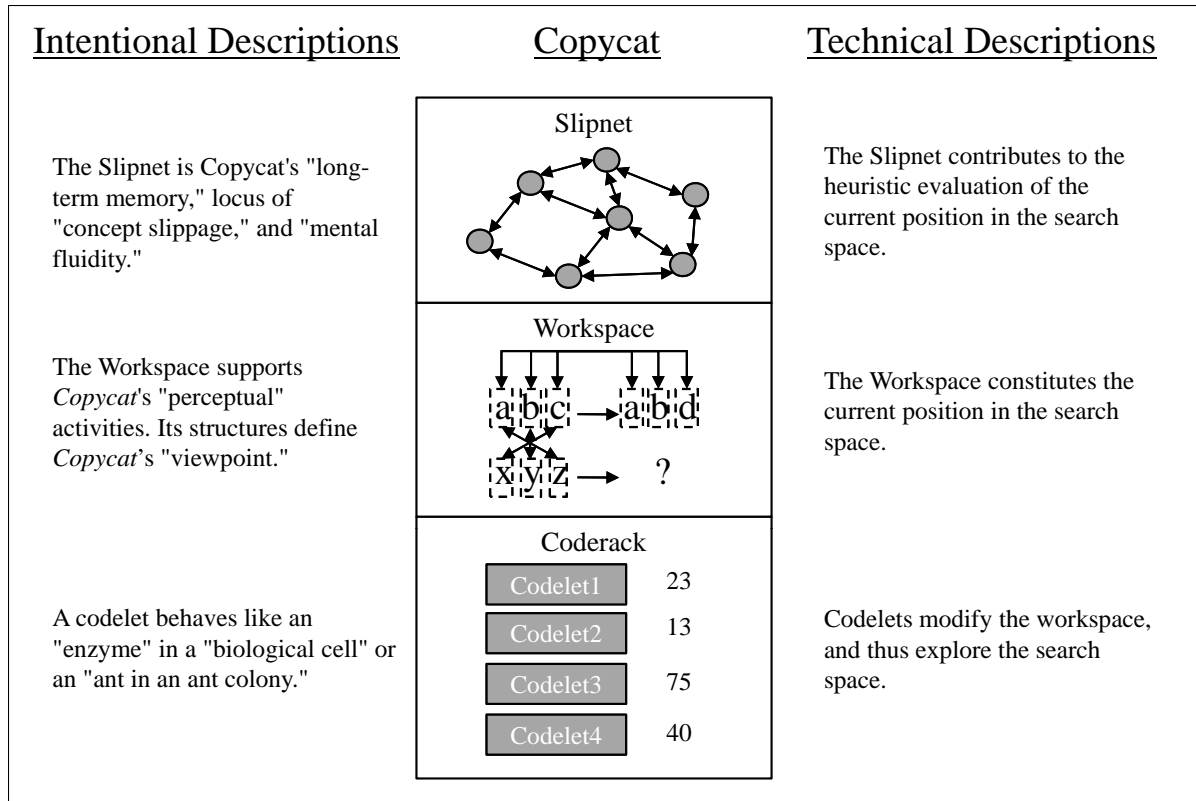 Intentional Descriptions
Copycat
Technical Descriptions
The Slipnet is Copycat's "long-
term memory," locus of
"concept slippage," and "mental
fluidity."
Slipnet
The Slipnet contributes to the
heuristic evaluation of the
current position in the search
space.
The Workspace supports
Copycat's "perceptual"
activities. Its structures define
Copycat's "viewpoint."
Workspace
a b c a b d
x y z ?
The Workspace constitutes the
current position in the search
space.
A codelet behaves like an
"enzyme" in a "biological cell" or
an "ant in an ant colony."
Coderack
Codelet1 23
Codelet2 13
Codelet3 75
Codelet4 40
Codelets modify the workspace,
and thus explore the search
space.